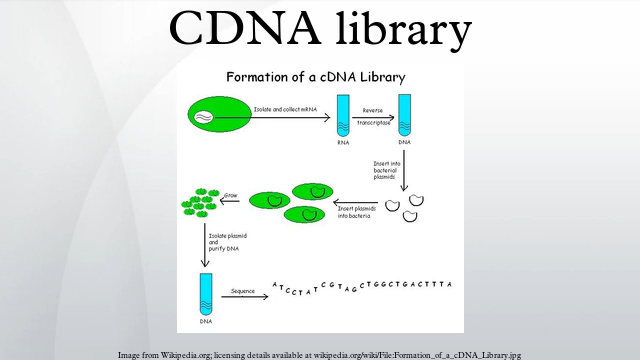 CDNA library
Formation of a cDNA Library
Isolate and collect mRNA
Reverse
transcriptase
RNA
DNA
Insert into
bacterial
plasmids
Grow
Insert plasmids
into bacteria
Isolate plasmid
and
purify DNA
Sequence
ATCCTATCGTAGCTGGCTGACTTTA
DNA
Image from Wikipedia.org; licensing details available at wikipedia.org/wiki/File:Formation_of_a_cDNA_Library.jpg